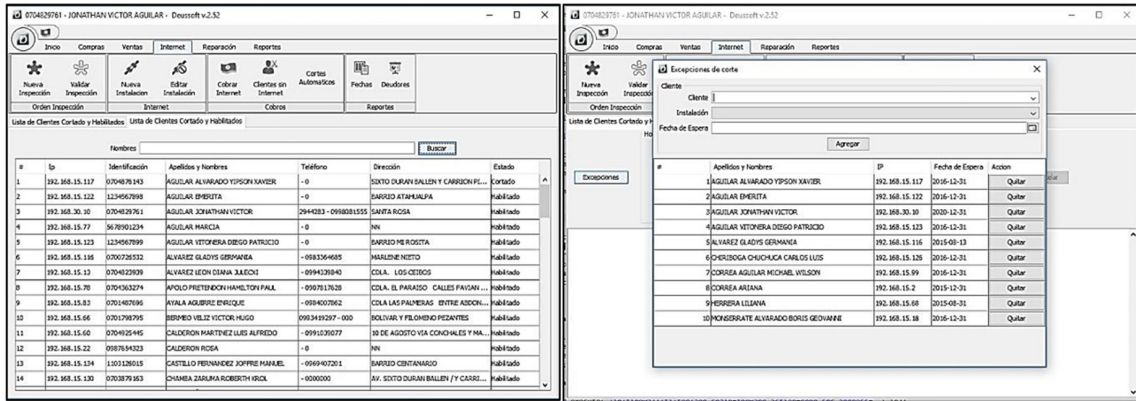 0704829761 - JONATHAN VICTOR AGUILAR - Deussoft v.2.52
Inicio Compras Ventas Internet Reparación Reportes
Nueva Inspección
Validar Inspección
Nueva Instalacion
Editar Instalación
Cobrar Internet
Clientes sin Internet
Cortes Automaticos
Fechas
Deudores
Orden Inspección Internet Cobros Reportes
Lista de Clientes Cortado y Habilitados Lista de Clientes Cortado y Habilitados
Nombres Buscar
# Ip Identificación Apellidos y Nombres Teléfono Dirección Estado
1 192.168.15.117 0704876143 AGUILAR ALVARADO YIPSON XAVIER - 0 SIXTO DURAN BALLEN Y CARRION PI... Cortado
2 192.168.15.122 1234567898 AGUILAR EMERITA - 0 BARRIO ATAHUALPA Habilitado
3 192.168.30.10 0704829761 AGUILAR JONATHAN VICTOR 2944283 - 0998081555 SANTA ROSA Habilitado
4 192.168.15.77 5678901234 AGUILAR MARCIA - 0 NN Habilitado
5 192.168.15.123 1234567899 AGUILAR VITONERA DIEGO PATRICIO - 0 BARRIO MI ROSITA Habilitado
6 192.168.15.116 0700726532 ALVAREZ GLADYS GERMANIA - 0983364685 MARLENE NIETO Habilitado
7 192.168.15.13 0704823939 ALVAREZ LEON DIANA JULECXI - 0994339840 CDLA. LOS CEIBOS Habilitado
8 192.168.15.78 0704363274 APOLO PRETENDON HAMILTON PAUL - 0987817628 CDLA. EL PARAISO CALLES FAVIAN ... Habilitado
9 192.168.15.83 0701487696 AYALA AGUIRRE ENRIQUE - 0984007862 CDLA LAS PALMERAS ENTRE ABDON... Habilitado
10 192.168.15.66 0701798795 BERMEO VELIZ VICTOR HUGO 0983419297 - 000 BOLIVAR Y FILOMENO PEZANTES Habilitado
11 192.168.15.60 0704925445 CALDERON MARTINEZ LUIS ALFREDO - 0991039077 10 DE AGOSTO VIA CONCHALES Y MA... Habilitado
12 192.168.15.22 0987654323 CALDERON ROSA - 0 NN Habilitado
13 192.168.15.134 1103126015 CASTILLO FERNANDEZ JOFFRE MANUEL - 0969407201 BARRIO CENTANARIO Habilitado
14 192.168.15.130 0703879163 CHAMBA ZARUMA ROBERTH KROL - 0000000 AV. SIXTO DURAN BALLEN / Y CARRI... Habilitado
0704829761 - JONATHAN VICTOR AGUILAR - Deussoft v.2.52
Inicio Compras Ventas Internet Reparación Reportes
Nueva Inspección
Orden Inspección
Lista de Clientes Cortado y
Excepciones
Excepciones de corte
Cliente
Cliente
Instalación
Fecha de Espera
Agregar
# Apellidos y Nombres IP Fecha de Espera Accion
1 AGUILAR ALVARADO YIPSON XAVIER 192.168.15.117 2016-12-31 Quitar
2 AGUILAR EMERITA 192.168.15.122 2016-12-31 Quitar
3 AGUILAR JONATHAN VICTOR 192.168.30.10 2020-12-31 Quitar
4 AGUILAR VITONERA DIEGO PATRICIO 192.168.15.123 2016-12-31 Quitar
5 ALVAREZ GLADYS GERMANIA 192.168.15.116 2015-08-13 Quitar
6 CHERIBOGA CHUCHUCA CARLOS LUIS 192.168.15.126 2016-12-31 Quitar
7 CORREA AGUILAR MICHAEL WILSON 192.168.15.99 2016-12-31 Quitar
8 CORREA ARIANA 192.168.15.2 2015-12-31 Quitar
9 HERRERA LILIANA 192.168.15.68 2015-08-31 Quitar
10 MONSERRATE ALVARADO BORIS GEOVANNI 192.168.15.18 2016-12-31 Quitar